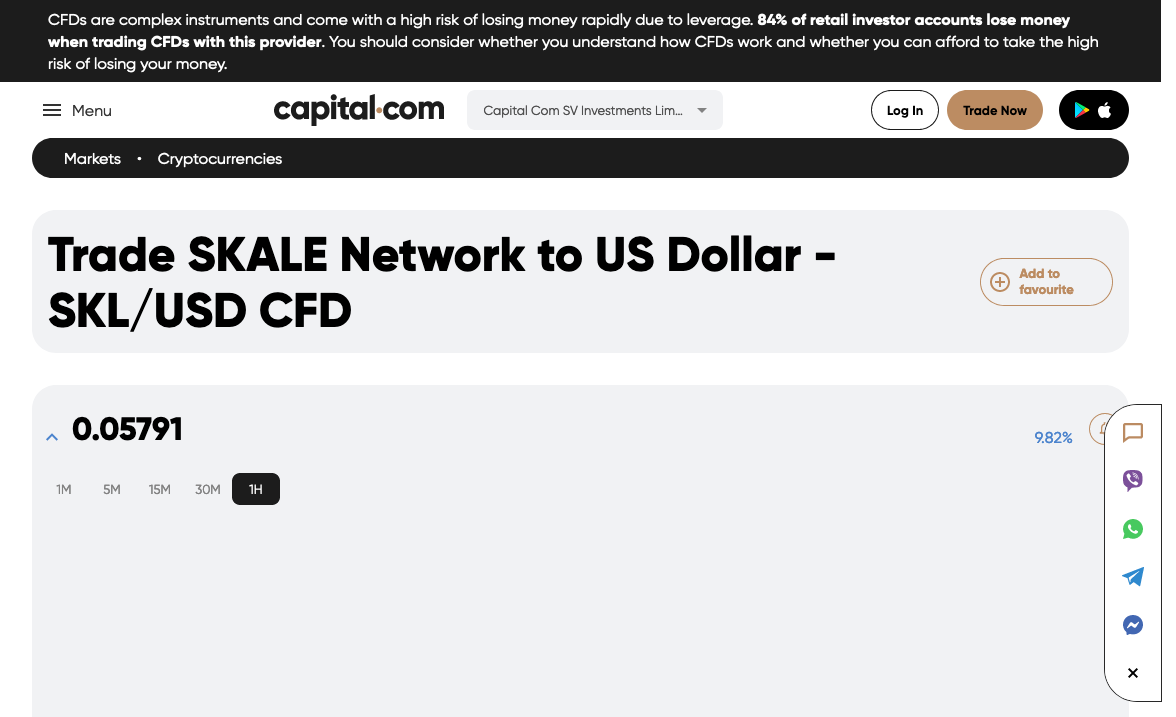 CFDs are complex instruments and come with a high risk of losing money rapidly due to leverage. 84% of retail investor accounts lose money
when trading CFDs with this provider. You should consider whether you understand how CFDs work and whether you can afford to take the high
risk of losing your money.
Menu
capital.com
Capital Com SV Investments Lim...
Log In
Trade Now
Markets • Cryptocurrencies
Trade SKALE Network to US Dollar -
SKL/USD CFD
Add to
favourite
0.05791
9.82%
1M 5M 15M 30M 1H